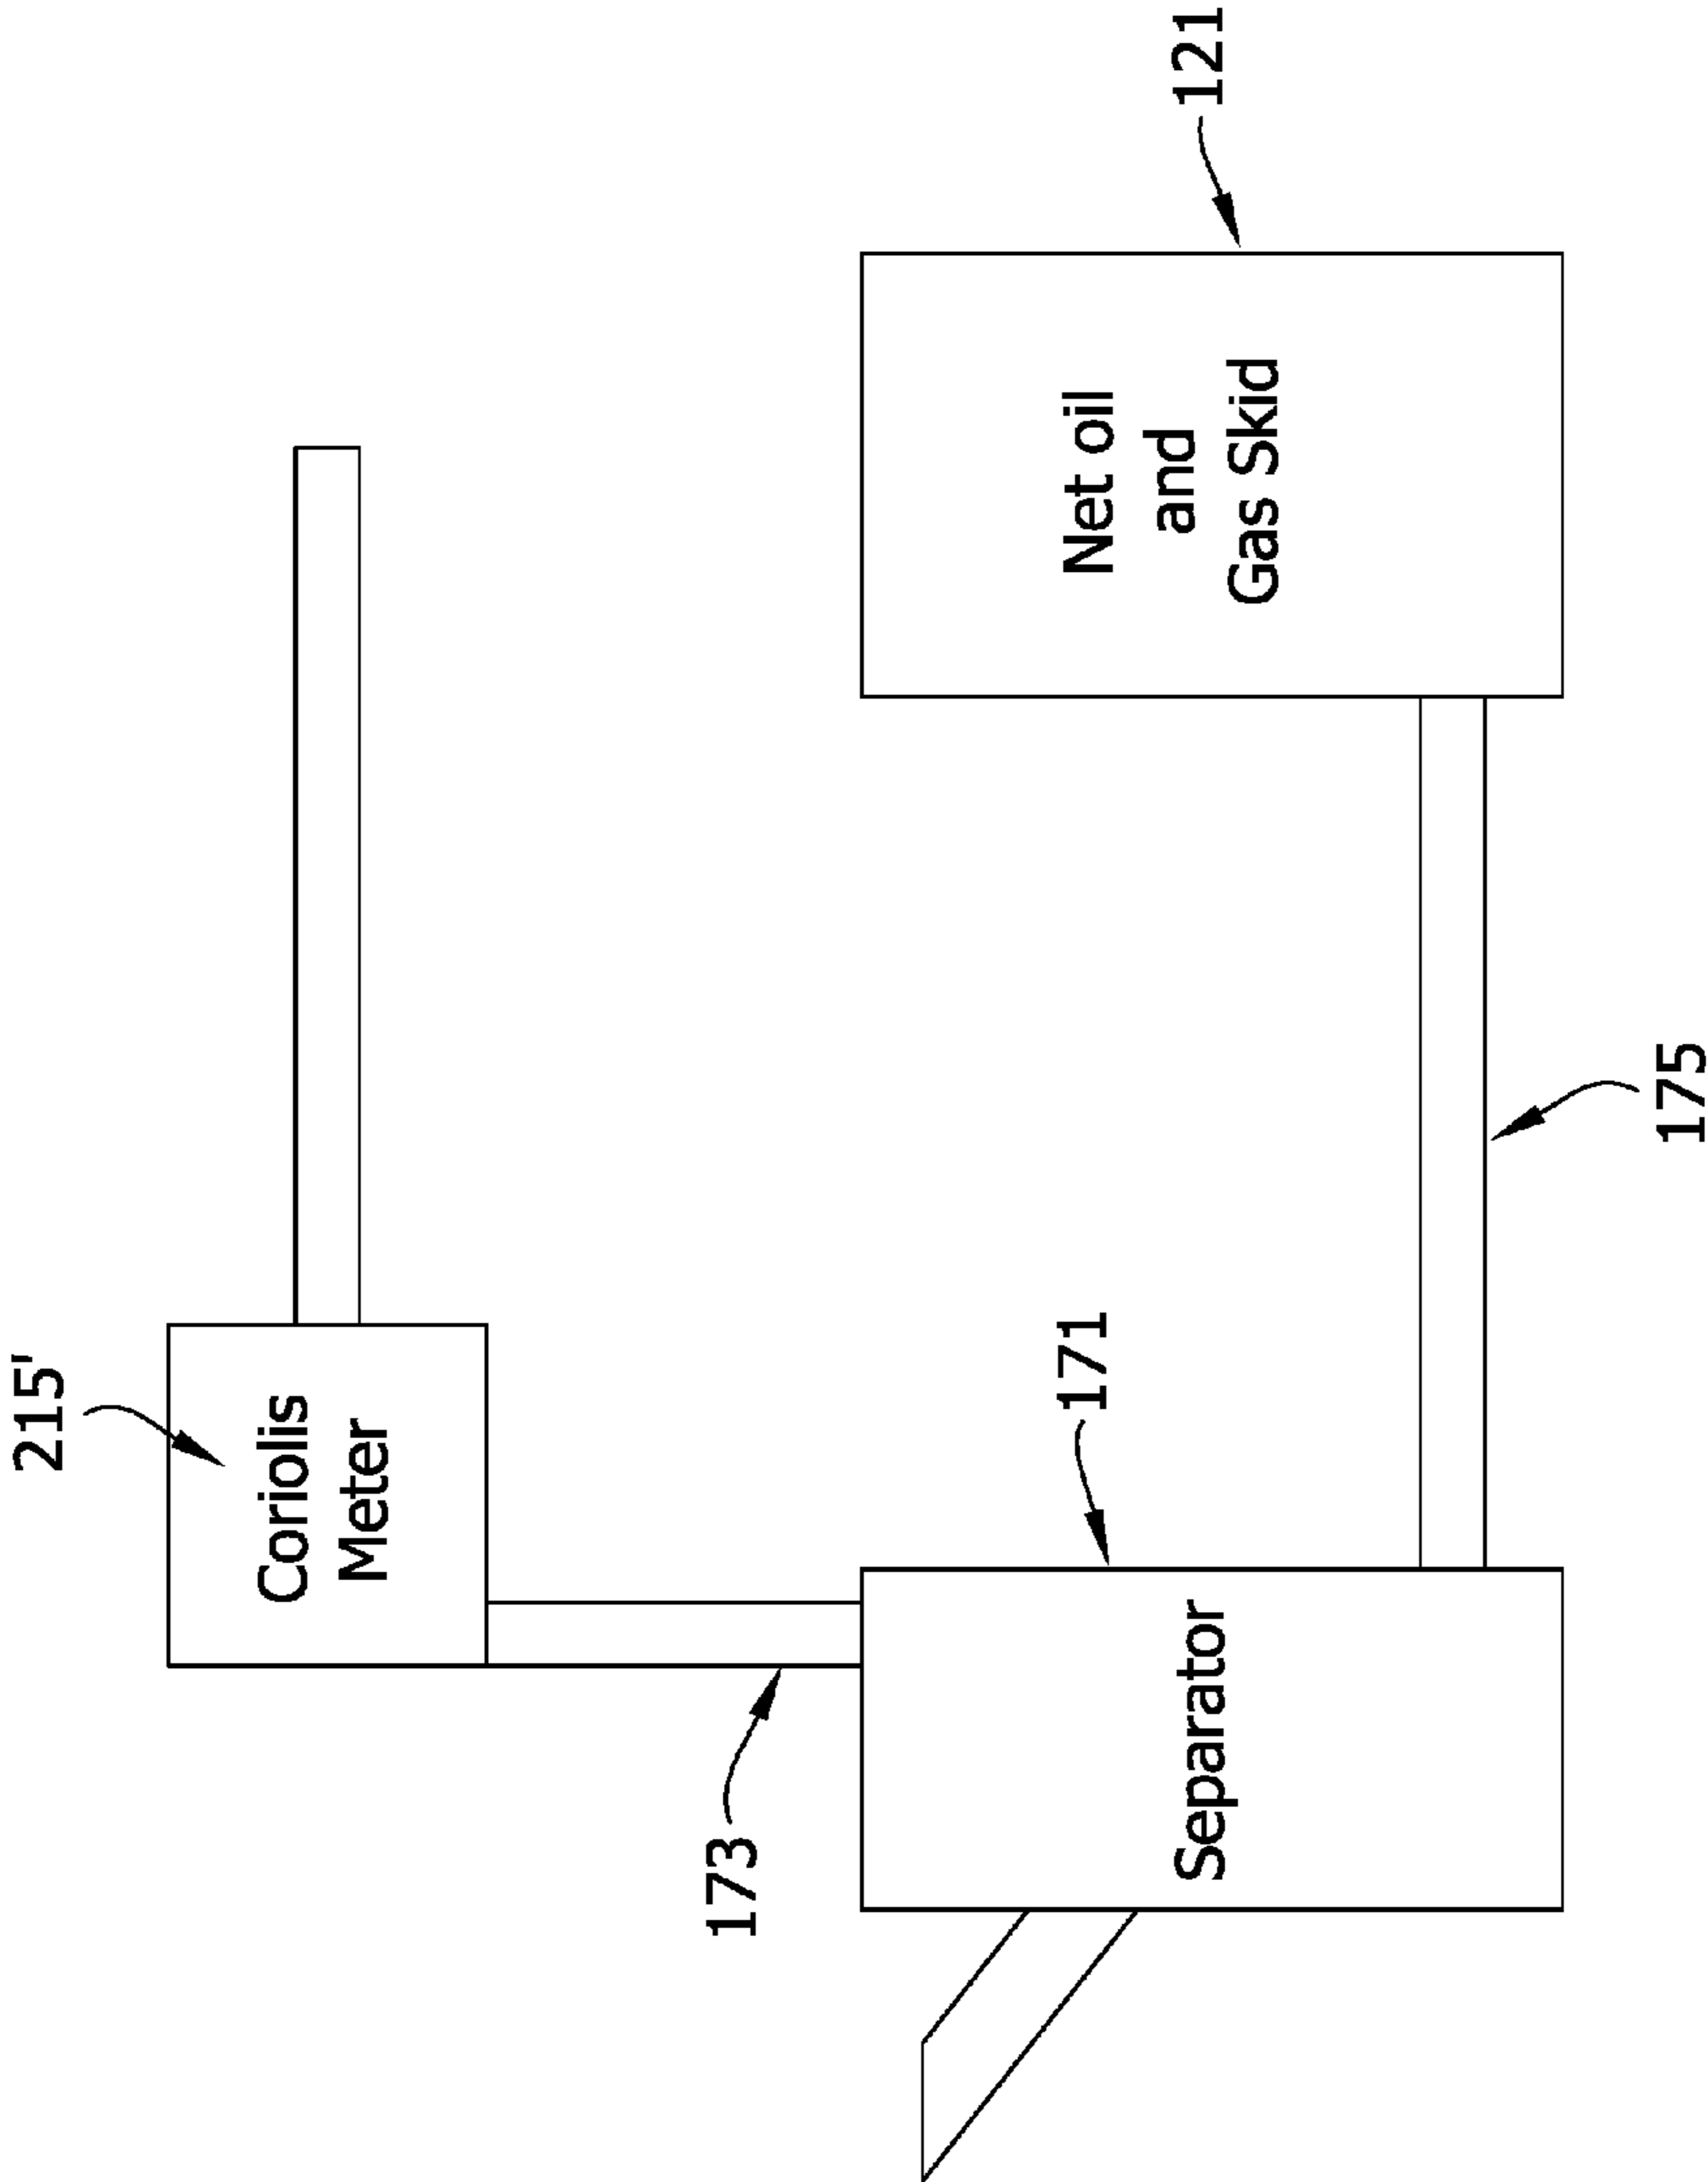 215'
Coriolis
Meter
173
171
Separator
175
Net oil
and
Gas Skid
121